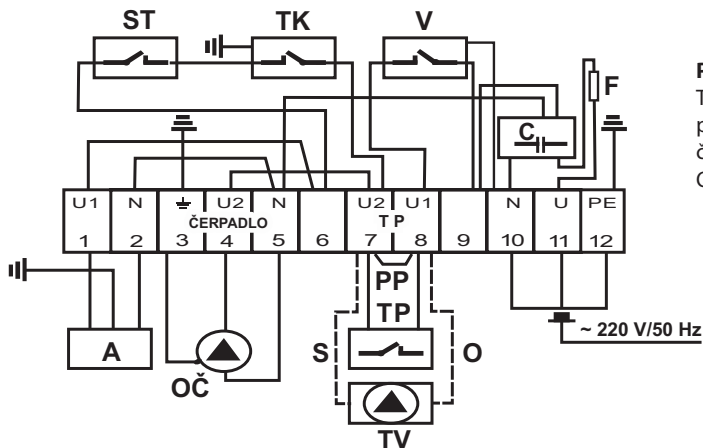 ST TK V
F
C
U1 N U2 N U2 U1 N U PE
ČERPADLO T P
1 2 3 4 5 6 7 8 9 10 11 12
PP
TP
~ 220 V/50 Hz
A
OČ
S O
TV